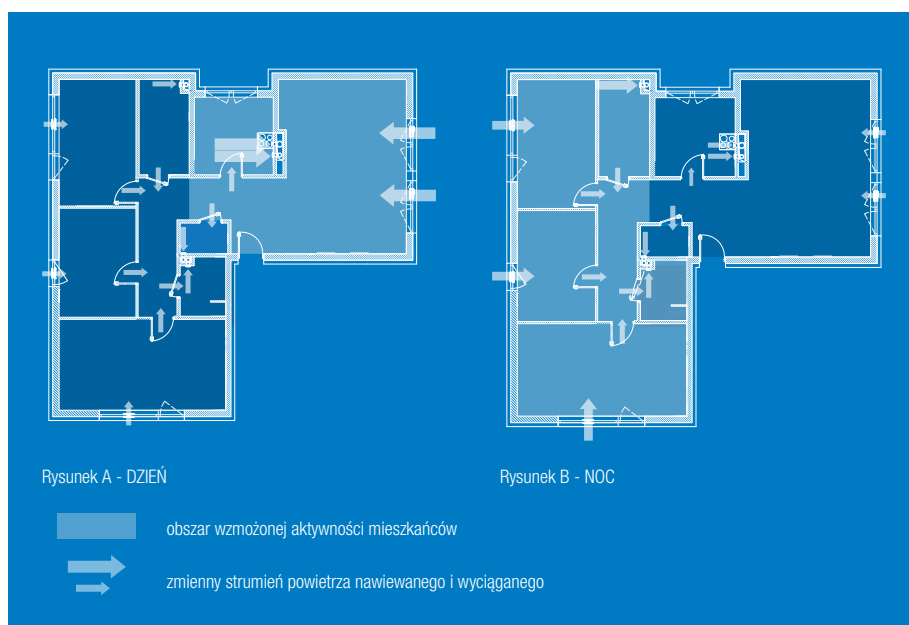 Rysunek A - DZIEŃ
Rysunek B - NOC
obszar wzmożonej aktywności mieszkańców
zmienny strumień powietrza nawiewanego i wyciąganego